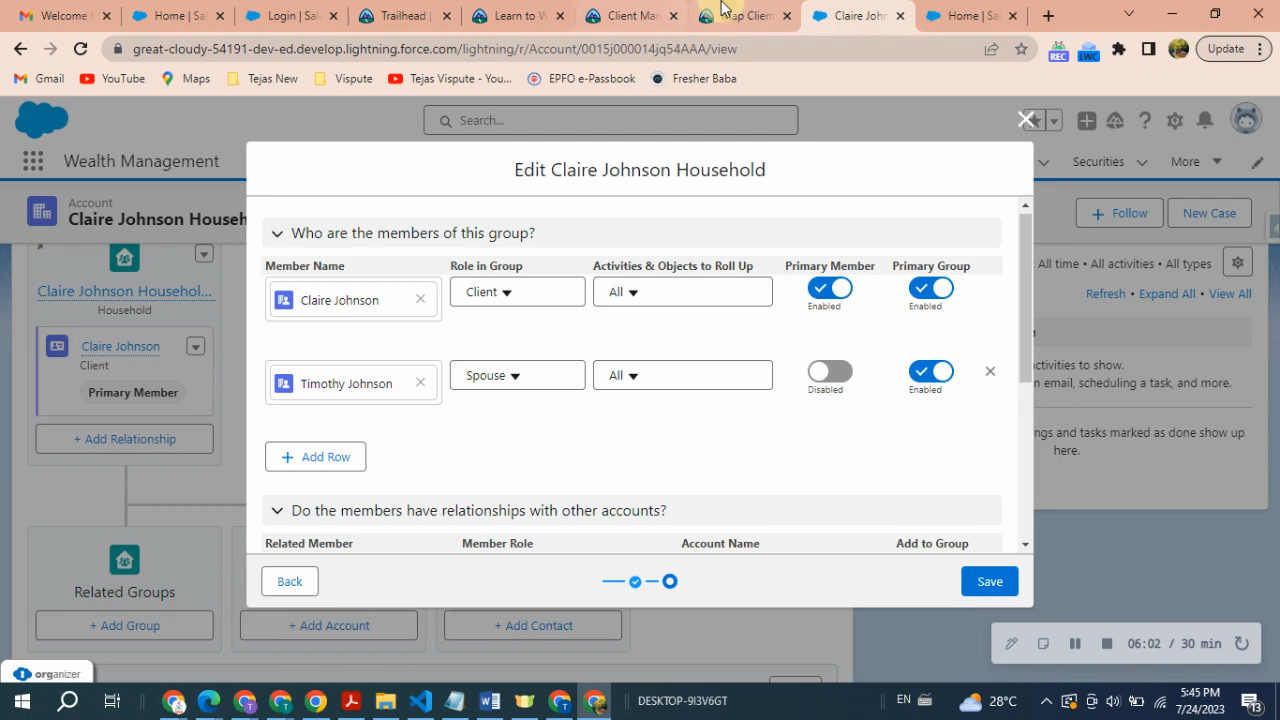 Welcome
Home | Sal
Login | Sal
Trailhead
Learn to W
Client Man
Map Client
Claire John
Home | Sal
great-cloudy-54191-dev-ed.develop.lightning.force.com/lightning/r/Account/0015j000014jq54AAA/view
Update
Gmail
YouTube
Maps
Tejas New
Vispute
Tejas Vispute - You...
EPFO e-Passbook
Fresher Baba
REC
LWC
Search...
Wealth Management
Securities
More
Account
Claire Johnson Househ
Follow
New Case
Edit Claire Johnson Household
Who are the members of this group?
Member Name
Role in Group
Activities & Objects to Roll Up
Primary Member
Primary Group
Claire Johnson
Client
All
Enabled
Enabled
Timothy Johnson
Spouse
All
Disabled
Enabled
+ Add Row
Do the members have relationships with other accounts?
Related Member
Member Role
Account Name
Add to Group
Back
Save
Claire Johnson Househol...
Household
Claire Johnson
Client
Primary Member
+ Add Relationship
Related Groups
+ Add Group
+ Add Account
+ Add Contact
All time • All activities • All types
Refresh • Expand All • View All
activities to show.
n email, scheduling a task, and more.
ngs and tasks marked as done show up
here.
06:02 / 30 min
organizer
DESKTOP-9I3V6GT
EN
28°C
5:45 PM
7/24/2023
13